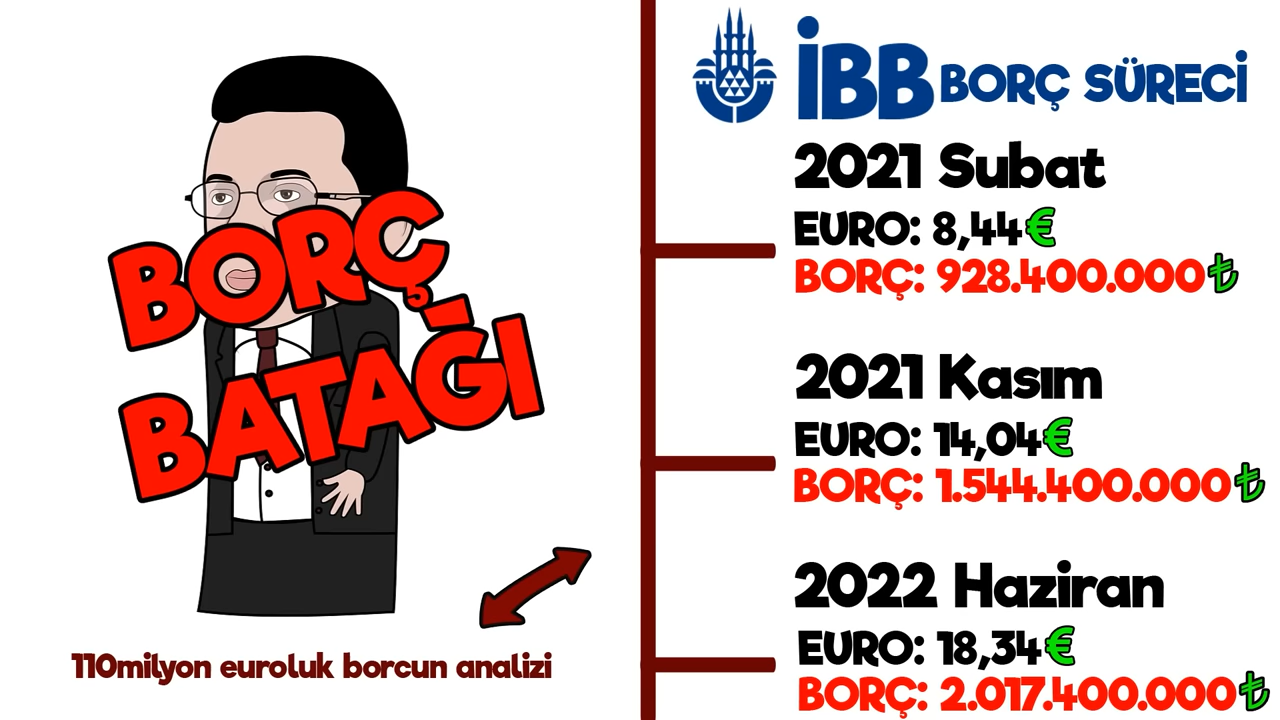 BORÇ
BATAĞI
110milyon euroluk borcun analizi
İBB BORÇ SÜRECİ
2021 Subat
EURO: 8,44€
BORÇ: 928.400.000₺
2021 Kasım
EURO: 14,04€
BORÇ: 1.544.400.000₺
2022 Haziran
EURO: 18,34€
BORÇ: 2.017.400.000₺